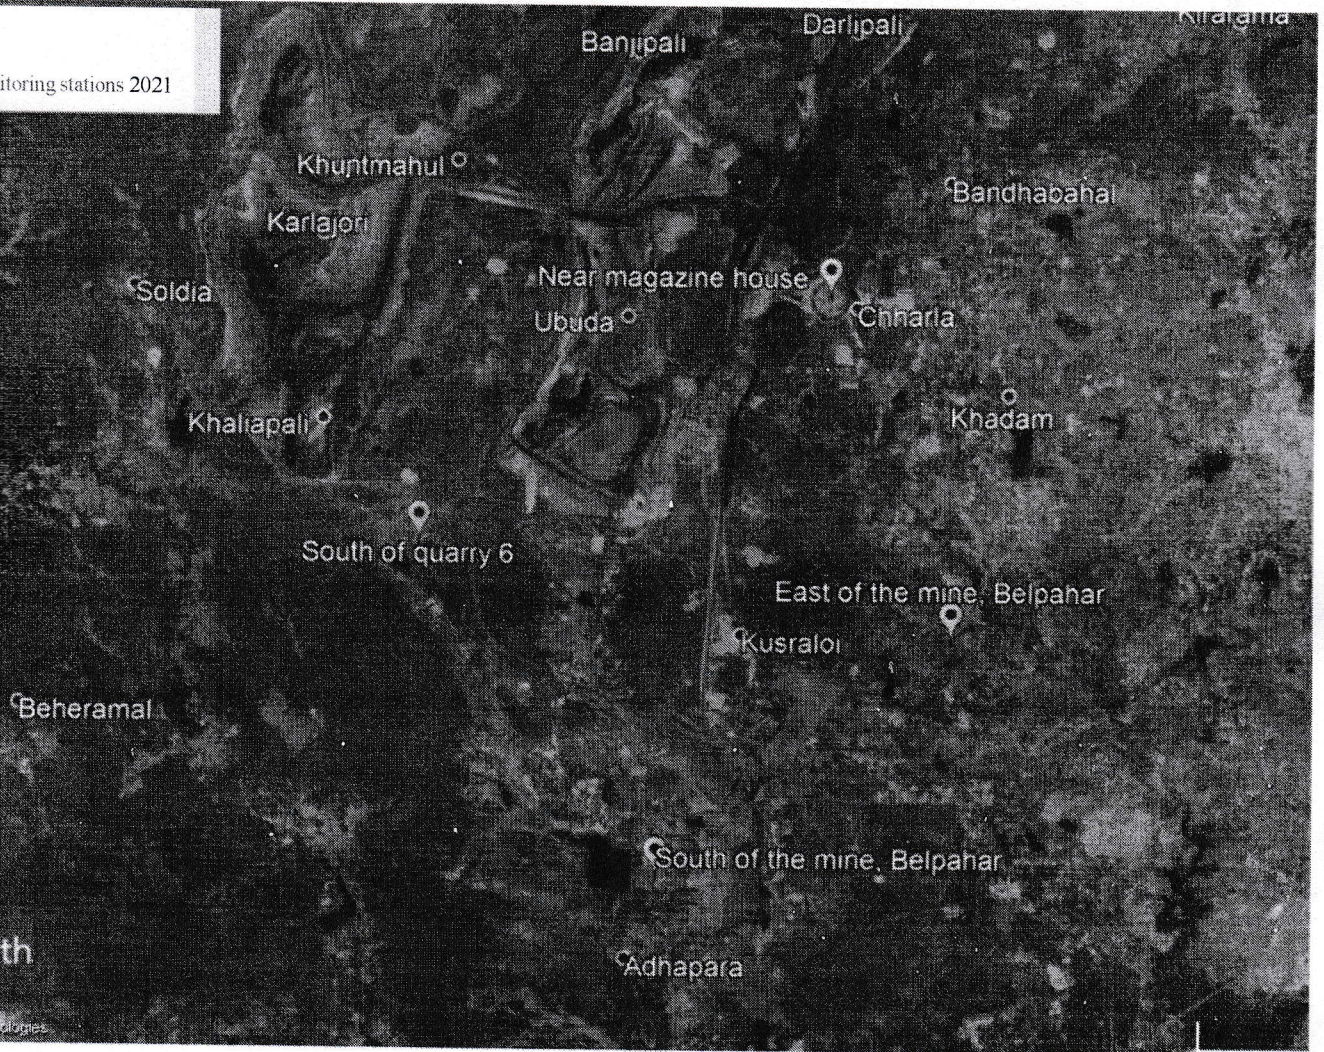 Darlipali
Banjipali
itoring stations 2021
Khuntmahul
Bandhabahal
Karlajori
Near magazine house
Soldia
Ubuda
Chharla
Khaliapali
Khadam
South of quarry 6
East of the mine, Belpahar
Kusraloi
Beheramal
South of the mine, Belpahar
th
Adhapara
ologies